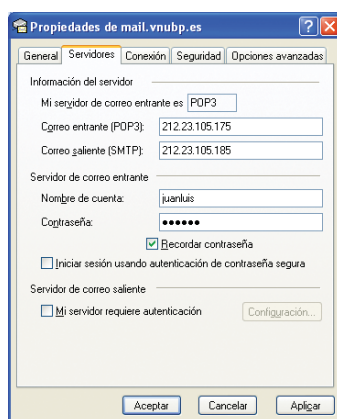 Propiedades de mail.vnubp.es
General Servidores Conexión Seguridad Opciones avanzadas
Información del servidor
Mi servidor de correo entrante es POP3
Correo entrante (POP3): 212.23.105.175
Correo saliente (SMTP): 212.23.105.185
Servidor de correo entrante
Nombre de cuenta: juanluis
Contraseña: ●●●●●●
Recordar contraseña
Iniciar sesión usando autenticación de contraseña segura
Servidor de correo saliente
Mi servidor requiere autenticación Configuración...
Aceptar Cancelar Aplicar